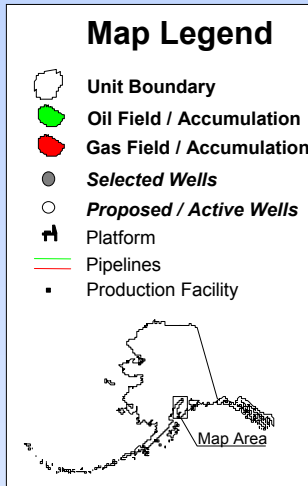 Map Legend
Unit Boundary
Oil Field / Accumulation
Gas Field / Accumulation
Selected Wells
Proposed / Active Wells
Platform
Pipelines
Production Facility
Map Area